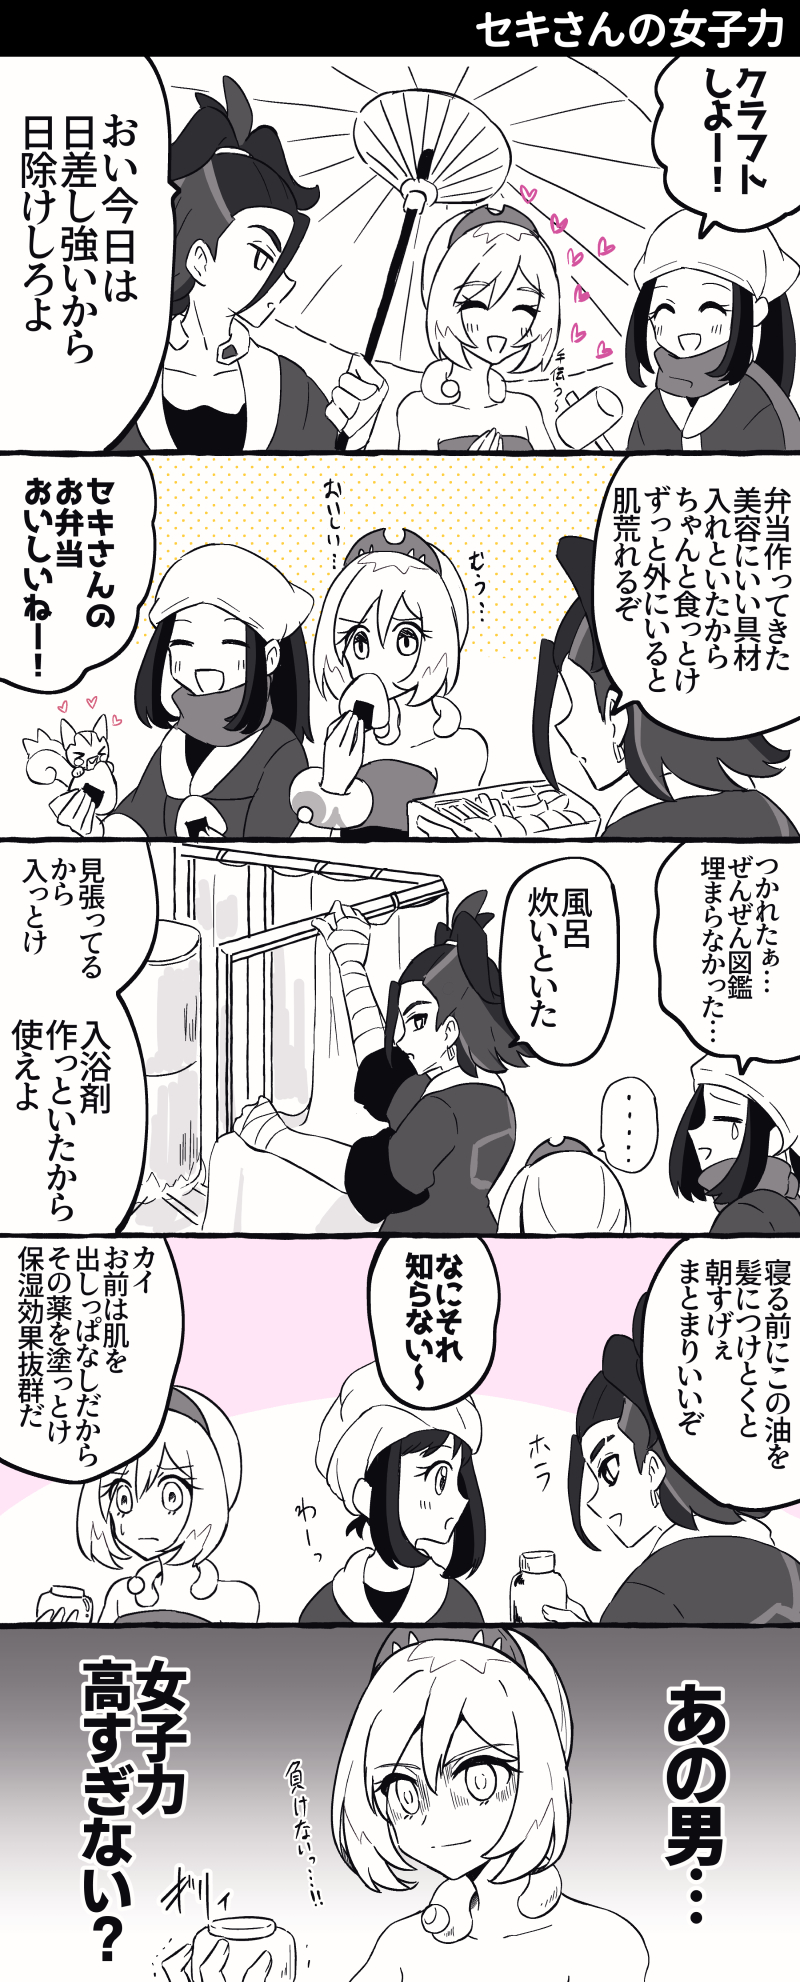 セキさんの女子力
クラフト
しよー!
手伝う〜
おい今日は
日差し強いから
日除けしろよ
弁当作ってきた
美容にいい具材
入れといたから
ちゃんと食っとけ
ずっと外にいると
肌荒れるぞ
むぅ…
おいしい…
セキさんの
お弁当
おいしいねー!
つかれたぁ…
ぜんぜん図鑑
埋まらなかった…
・・・・
風呂
炊いといた
見張ってる
から
入っとけ
入浴剤
作っといたから
使えよ
寝る前にこの油を
髪につけとくと
朝すげぇ
まとまりいいぞ
ホラ
なにそれ
知らない〜
わーっ
カイ
お前は肌を
出しっぱなしだから
その薬を塗っとけ
保湿効果抜群だ
あの男…
負けないっ…!!
女子力
高すぎない?
ギリィ